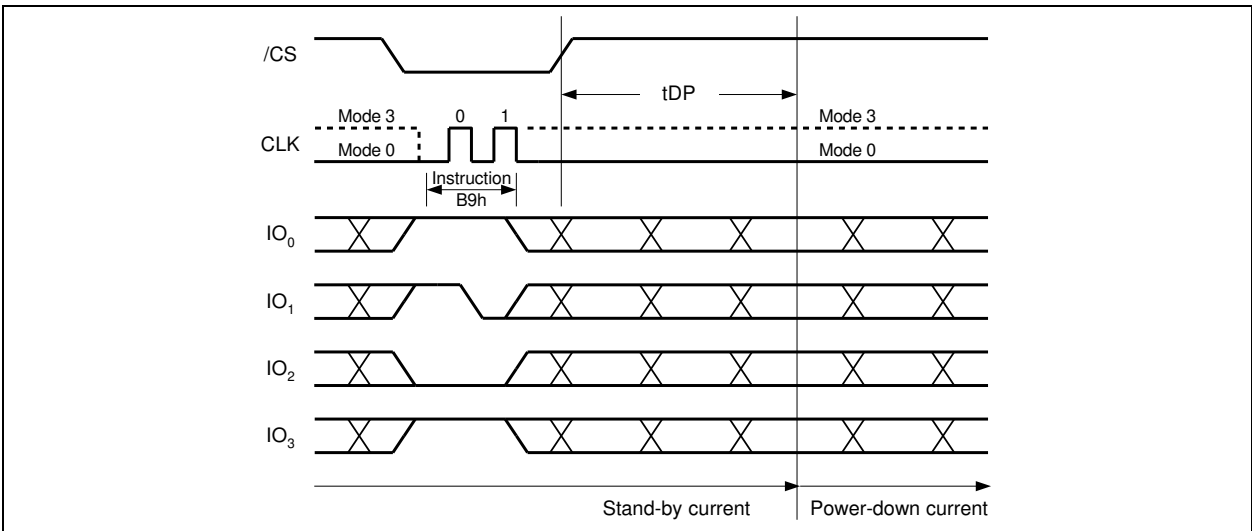 /CS
tDP
Mode 3 0 1 Mode 3
CLK
Mode 0 Mode 0
Instruction
B9h
IO0
IO1
IO2
IO3
Stand-by current Power-down current